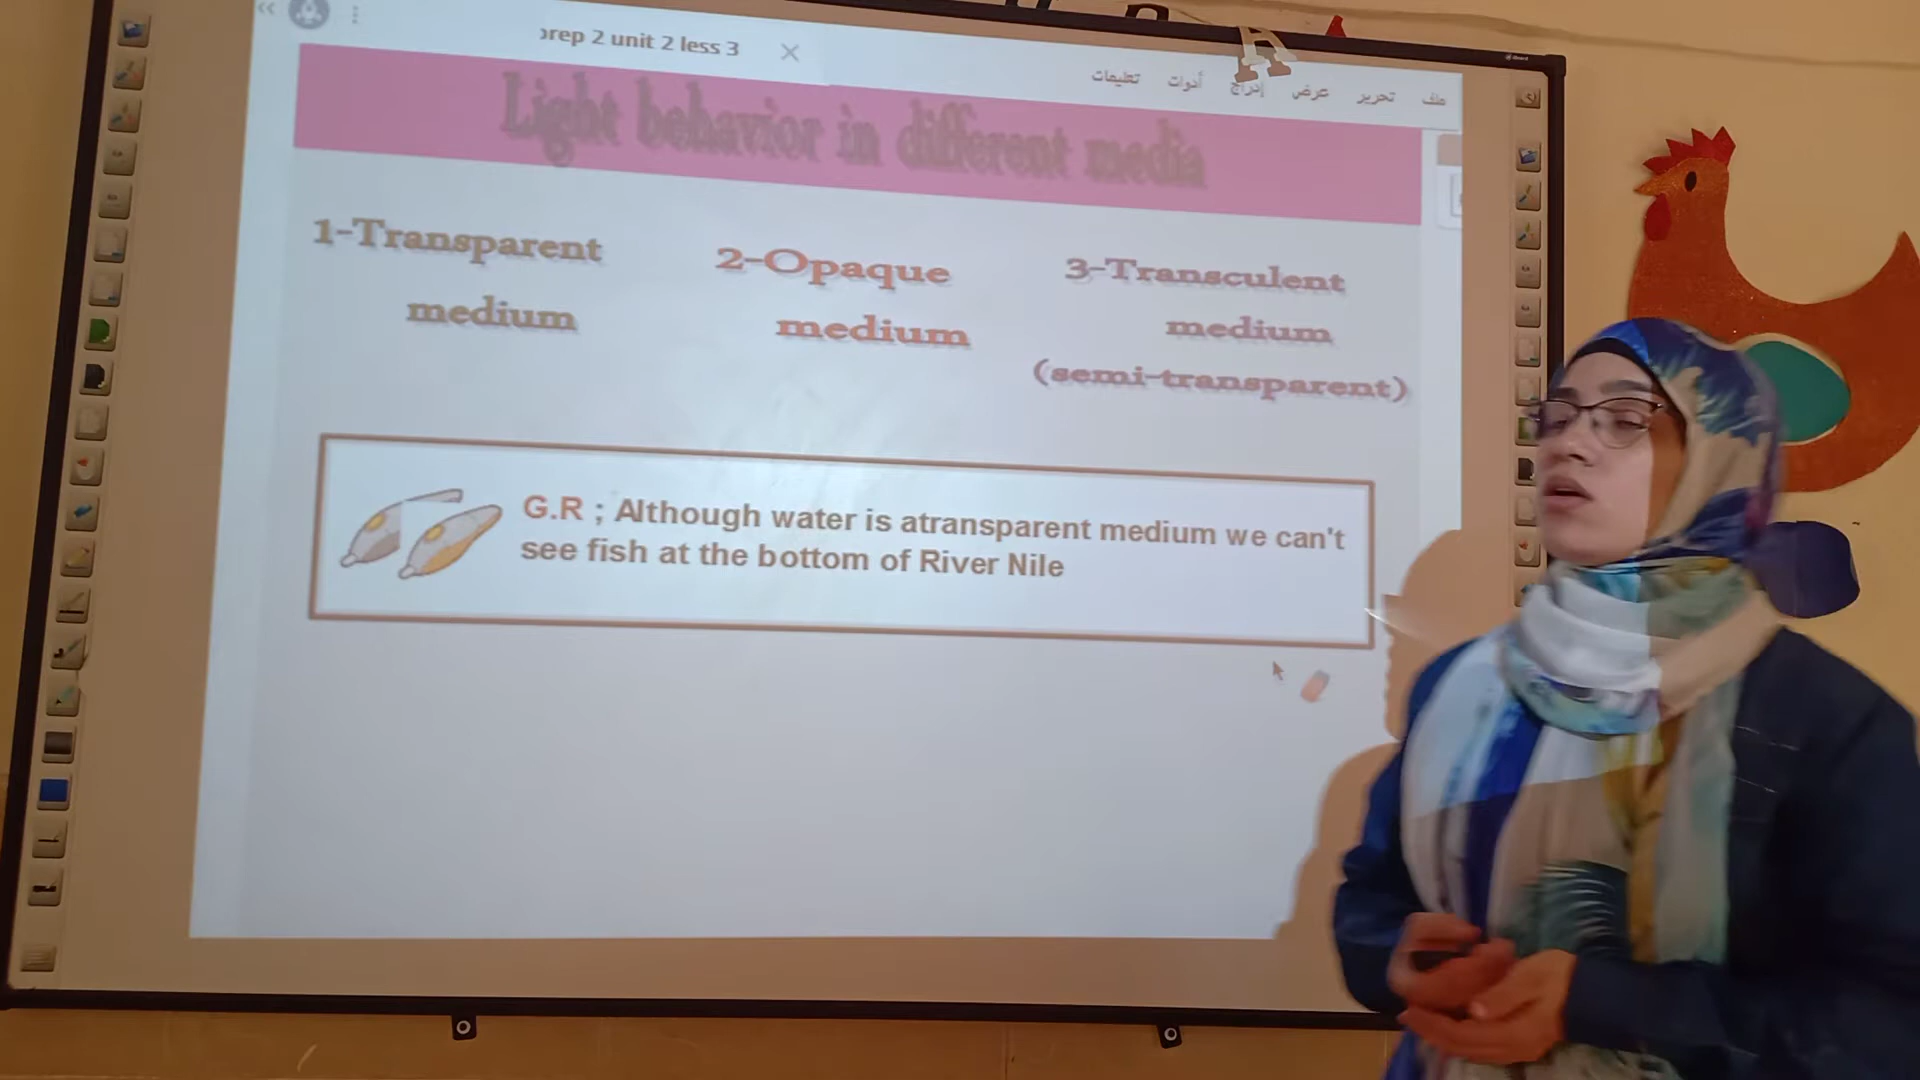 prep 2 unit 2 less 3
ملف تحرير عرض إدراج أدوات تعليمات
Light behavior in different media
1-Transparent
medium
2-Opaque
medium
3-Transculent
medium
(semi-transparent)
G.R ; Although water is atransparent medium we can't
see fish at the bottom of River Nile